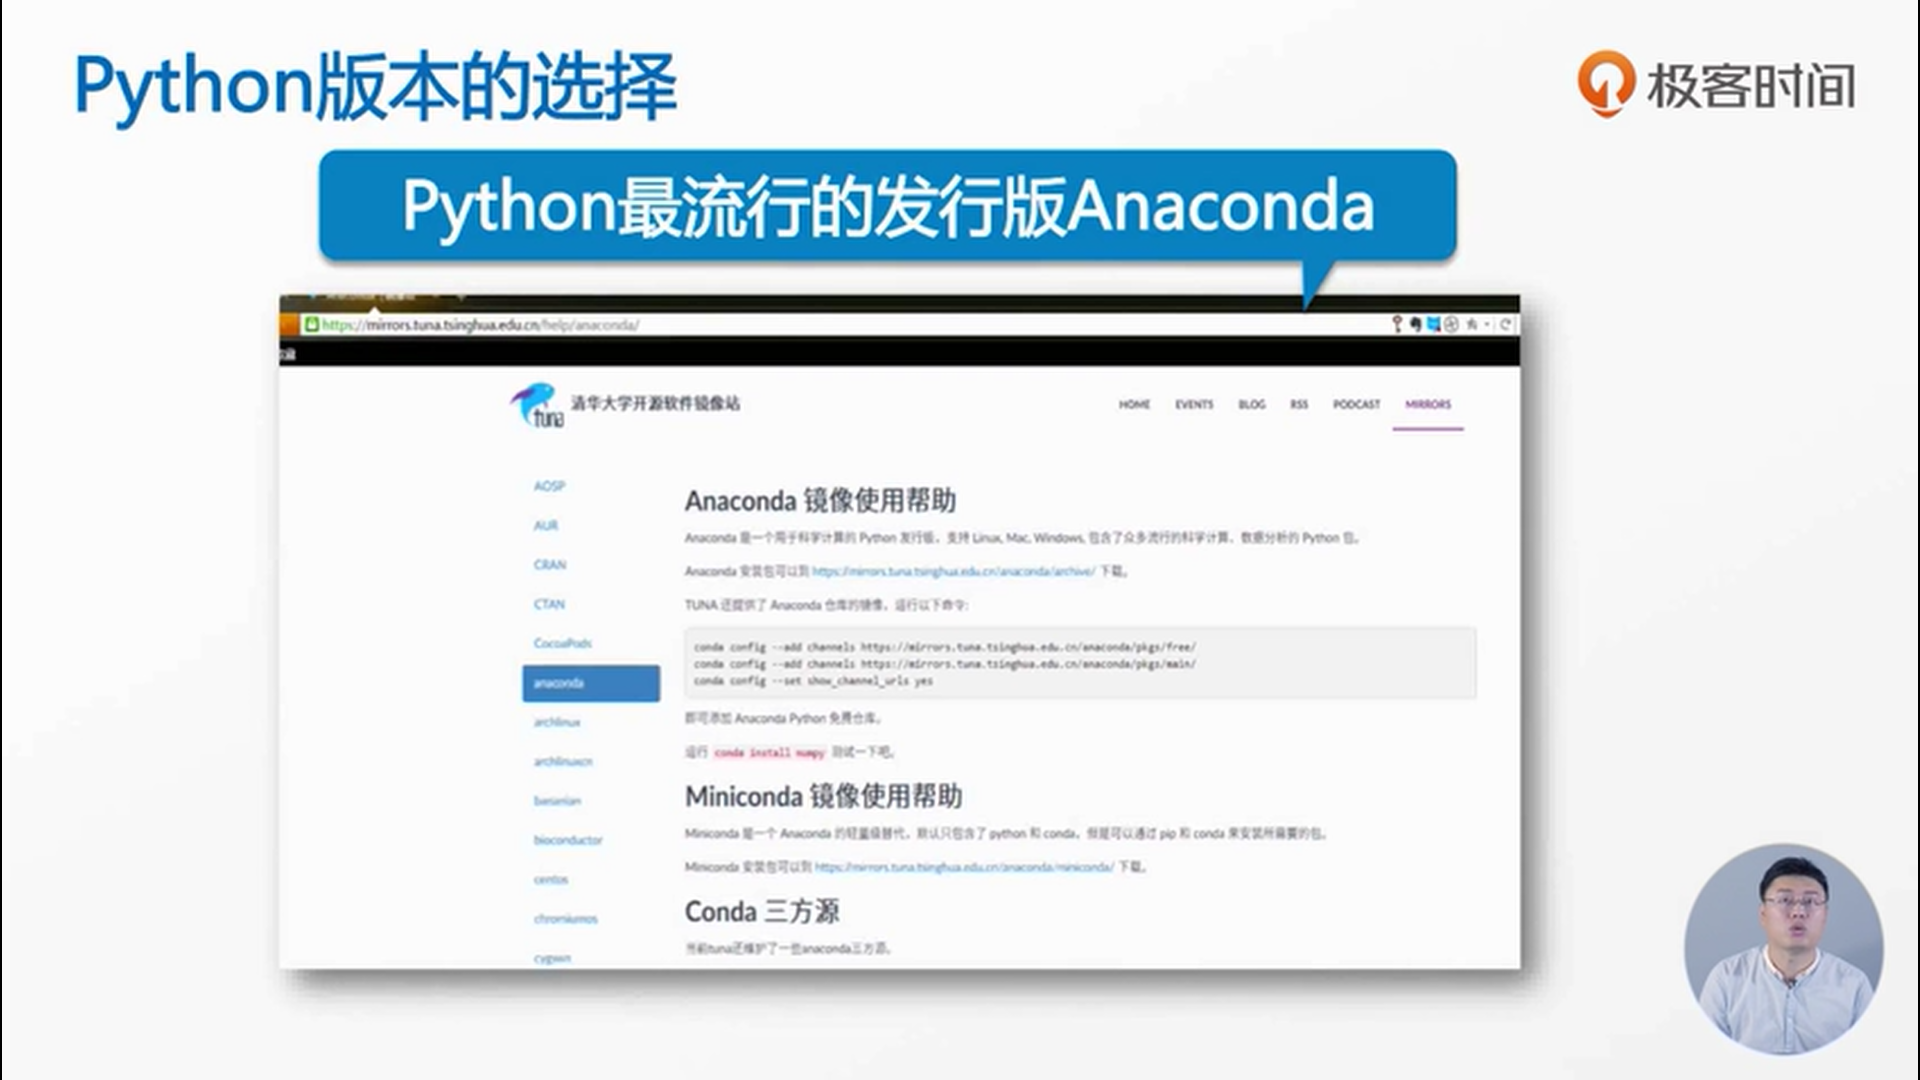 Python版本的选择
极客时间
Python最流行的发行版Anaconda
https://mirrors.tuna.tsinghua.edu.cn/help/anaconda/
tuna 清华大学开源软件镜像站
HOME EVENTS BLOG RSS PODCAST MIRRORS
AOSP
AUR
CRAN
CTAN
CocoaPods
anaconda
archlinux
archlinuxcn
bananian
bioconductor
centos
chromiumos
cygwin
Anaconda 镜像使用帮助
Anaconda 是一个用于科学计算的 Python 发行版，支持 Linux, Mac, Windows, 包含了众多流行的科学计算、数据分析的 Python 包。
Anaconda 安装包可以到 https://mirrors.tuna.tsinghua.edu.cn/anaconda/archive/ 下载。
TUNA 还提供了 Anaconda 仓库的镜像，运行以下命令:
conda config --add channels https://mirrors.tuna.tsinghua.edu.cn/anaconda/pkgs/free/
conda config --add channels https://mirrors.tuna.tsinghua.edu.cn/anaconda/pkgs/main/
conda config --set show_channel_urls yes
即可添加 Anaconda Python 免费仓库。
运行 conda install numpy 测试一下吧。
Miniconda 镜像使用帮助
Miniconda 是一个 Anaconda 的轻量级替代，默认只包含了 python 和 conda，但是可以通过 pip 和 conda 来安装所需要的包。
Miniconda 安装包可以到 https://mirrors.tuna.tsinghua.edu.cn/anaconda/miniconda/ 下载。
Conda 三方源
当前tuna还维护了一些anaconda三方源。